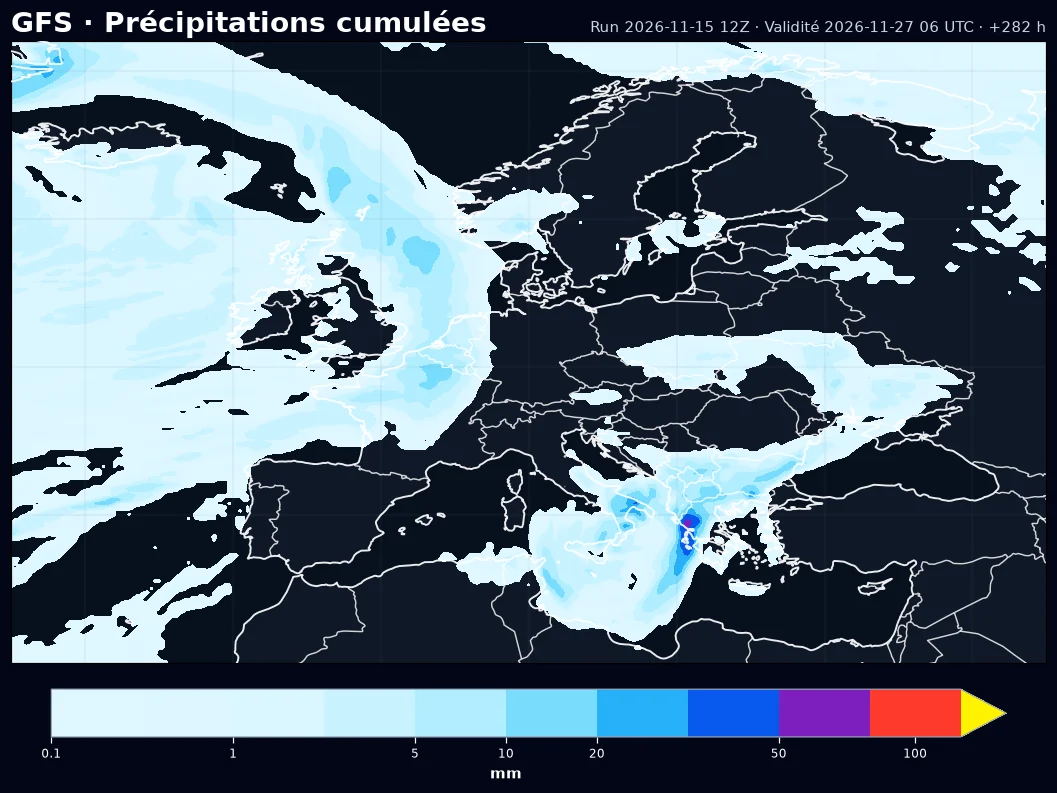 GFS · Précipitations cumulées
Run 2026-11-15 12Z · Validité 2026-11-27 06 UTC · +282 h
0.1 1 5 10 20 50 100
mm